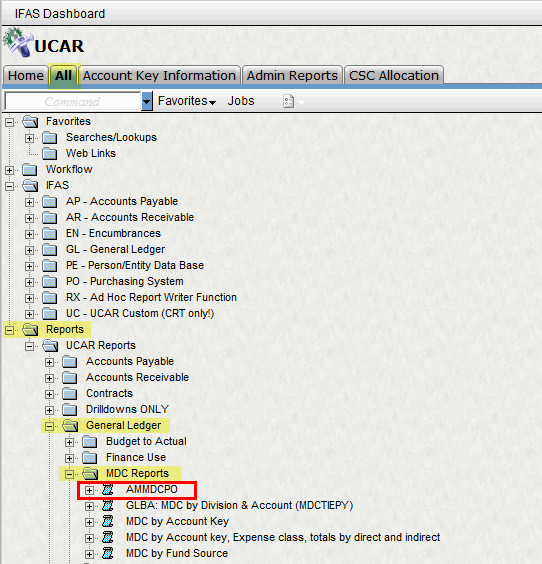 IFAS Dashboard
UCAR
Home All Account Key Information Admin Reports CSC Allocation
Command Favorites Jobs
Favorites
Searches/Lookups
Web Links
Workflow
IFAS
AP - Accounts Payable
AR - Accounts Receivable
EN - Encumbrances
GL - General Ledger
PE - Person/Entity Data Base
PO - Purchasing System
RX - Ad Hoc Report Writer Function
UC - UCAR Custom (CRT only!)
Reports
UCAR Reports
Accounts Payable
Accounts Receivable
Contracts
Drilldowns ONLY
General Ledger
Budget to Actual
Finance Use
MDC Reports
AMMDCPO
GLBA: MDC by Division & Account (MDCTIEPY)
MDC by Account Key
MDC by Account key, Expense class, totals by direct and indirect
MDC by Fund Source